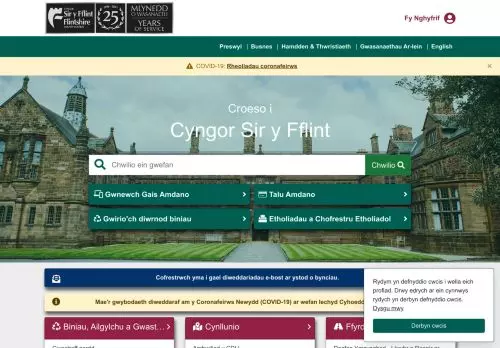 Sir y Fflint
Flintshire
25
MLYNEDD
O WASANAETH
YEARS
OF SERVICE
Fy Nghyfrif
Preswyl | Busnes | Hamdden & Thwristiaeth | Gwasanaethau Ar-lein | English
COVID-19: Rheoliadau coronafeirws
×
Croeso i
Cyngor Sir y Fflint
Chwilio ein gwefan
Chwilio
Gwnewch Gais Amdano
Talu Amdano
Gwirio'ch diwrnod biniau
Etholiadau a Chofrestru Etholiadol
Cofrestrwch yma i gael diweddariadau e-bost ar ystod o bynciau.
Mae'r gwybodaeth diweddaraf am y Coronafeirws Newydd (COVID-19) ar wefan Iechyd Cyhoedd
Rydym yn defnyddio cwcis i wella eich
profiad. Drwy edrych ar ein cynnwys
rydych yn derbyn defnyddio cwcis.
Dysgu mwy
Derbyn cwcis
Biniau, Ailgylchu a Gwast...
Cynllunio
Ffyrd